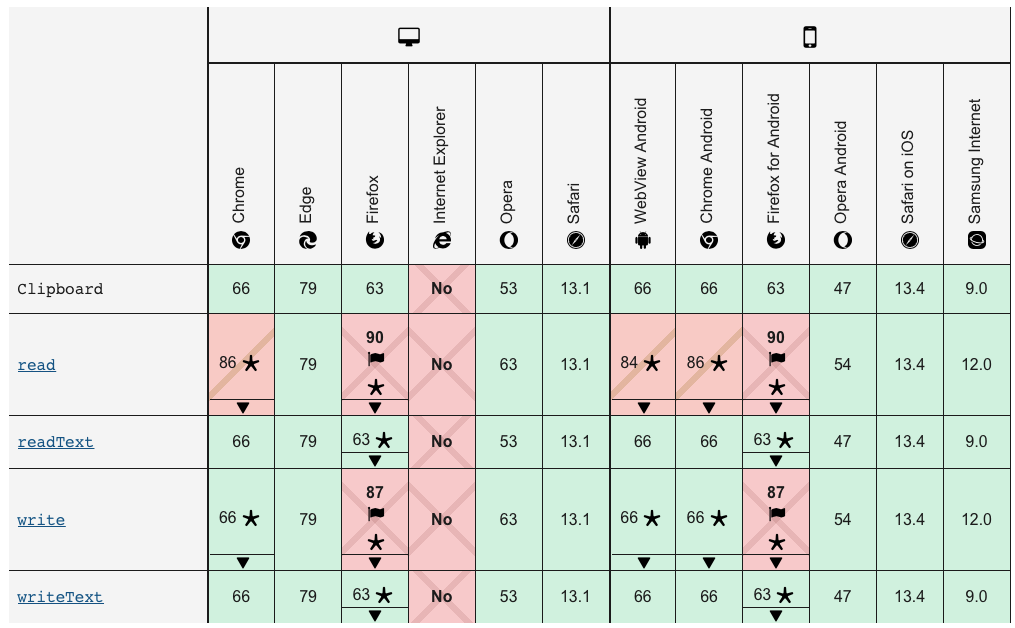 Chrome Edge Firefox Internet Explorer Opera Safari WebView Android Chrome Android Firefox for Android Opera Android Safari on iOS Samsung Internet
Clipboard 66 79 63 No 53 13.1 66 66 63 47 13.4 9.0
read 86 79 90 No 63 13.1 84 86 90 54 13.4 12.0
readText 66 79 63 No 53 13.1 66 66 63 47 13.4 9.0
write 66 79 87 No 63 13.1 66 66 87 54 13.4 12.0
writeText 66 79 63 No 53 13.1 66 66 63 47 13.4 9.0